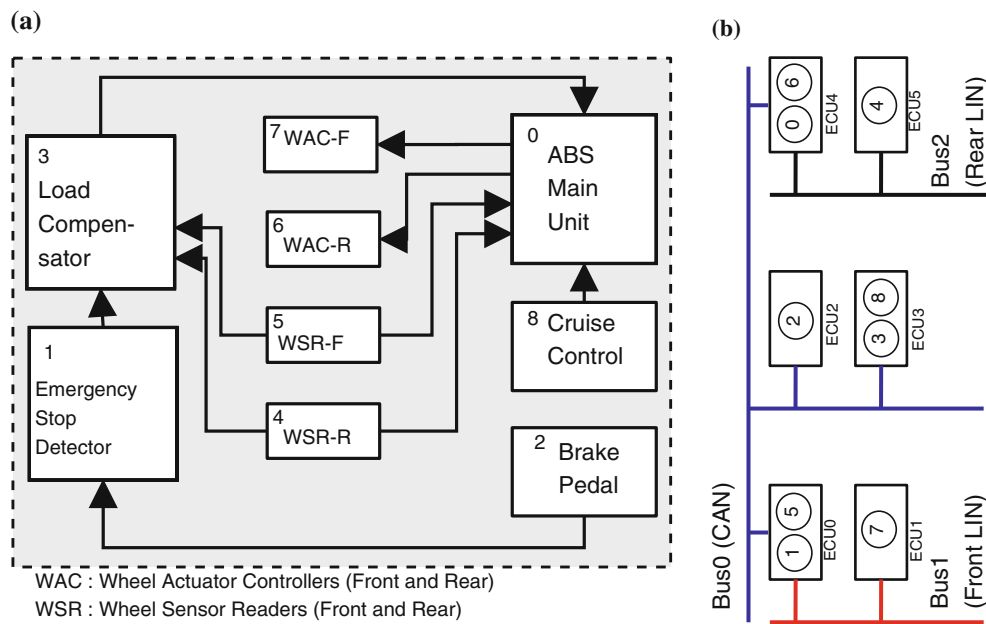 (a)
3
Load
Compen-
sator
7 WAC-F
0
ABS
Main
Unit
6
WAC-R
5
WSR-F
8 Cruise
Control
1
Emergency
Stop
Detector
4
WSR-R
2 Brake
Pedal
WAC : Wheel Actuator Controllers (Front and Rear)
WSR : Wheel Sensor Readers (Front and Rear)
(b)
6
0
ECU4
4
ECU5
Bus2
(Rear LIN)
2
ECU2
8
3
ECU3
Bus0 (CAN)
1
5
ECU0
7
ECU1
Bus1
(Front LIN)